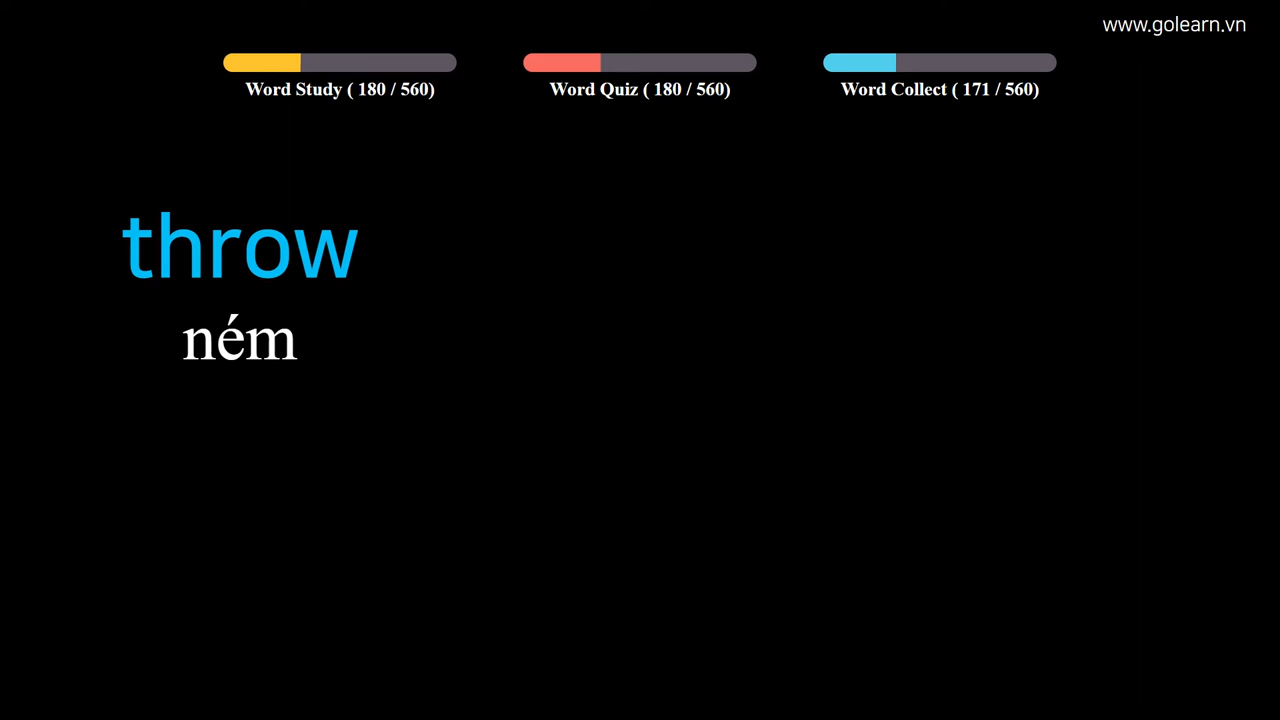 www.golearn.vn
Word Study ( 180 / 560)
Word Quiz ( 180 / 560)
Word Collect ( 171 / 560)
throw
ném